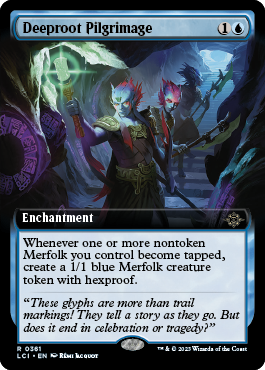 Deeproot Pilgrimage 1
Enchantment
Whenever one or more nontoken
Merfolk you control become tapped,
create a 1/1 blue Merfolk creature
token with hexproof.
“These glyphs are more than trail
markings! They tell a story as they go. But
does it end in celebration or tragedy?”
R 0361
LCI • EN Rémi Jacquot
™ & © 2023 Wizards of the Coast